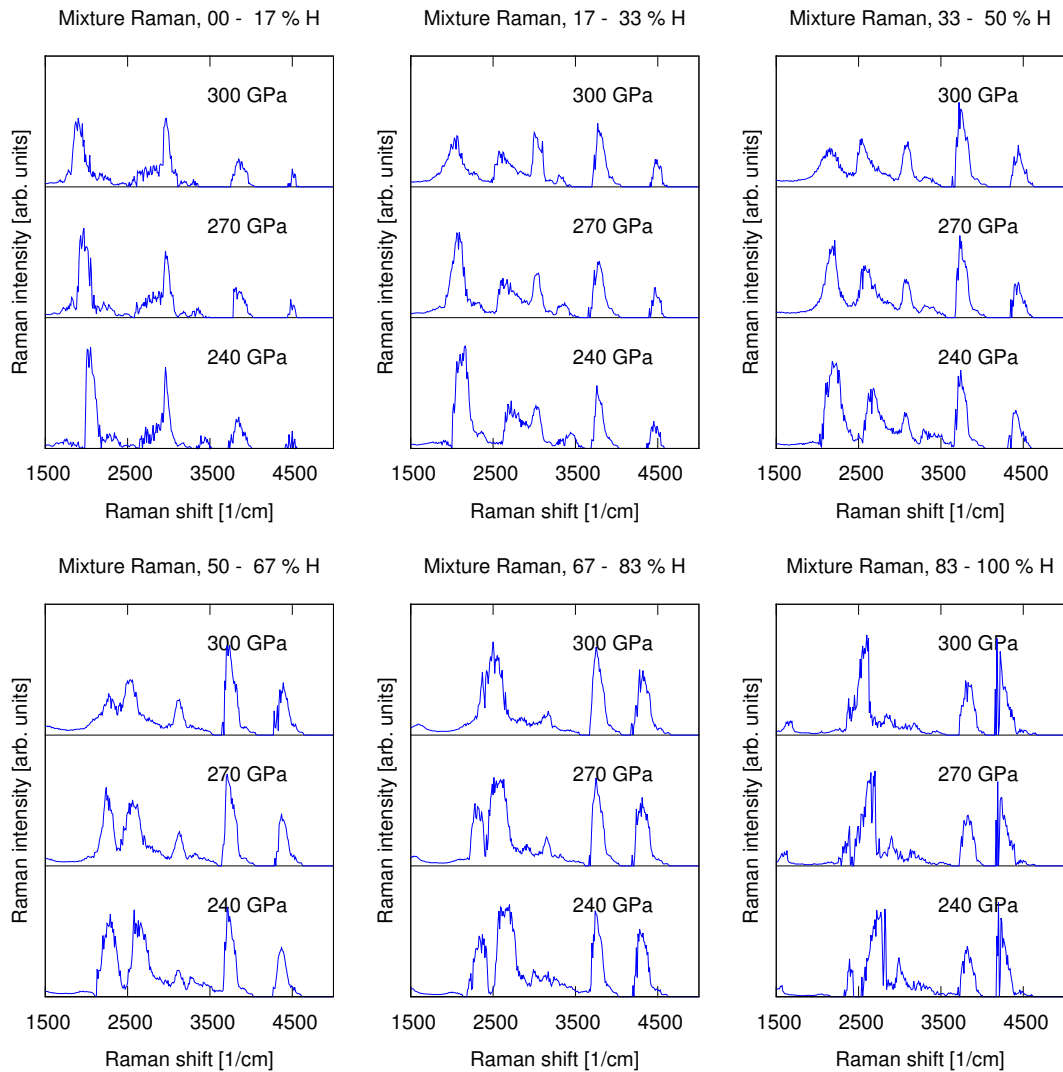 Mixture Raman, 00 - 17 % H
Mixture Raman, 17 - 33 % H
Mixture Raman, 33 - 50 % H
Raman intensity [arb. units]
300 GPa
270 GPa
240 GPa
1500 2500 3500 4500
Raman shift [1/cm]
Raman intensity [arb. units]
300 GPa
270 GPa
240 GPa
1500 2500 3500 4500
Raman shift [1/cm]
Raman intensity [arb. units]
300 GPa
270 GPa
240 GPa
1500 2500 3500 4500
Raman shift [1/cm]
Mixture Raman, 50 - 67 % H
Mixture Raman, 67 - 83 % H
Mixture Raman, 83 - 100 % H
Raman intensity [arb. units]
300 GPa
270 GPa
240 GPa
1500 2500 3500 4500
Raman shift [1/cm]
Raman intensity [arb. units]
300 GPa
270 GPa
240 GPa
1500 2500 3500 4500
Raman shift [1/cm]
Raman intensity [arb. units]
300 GPa
270 GPa
240 GPa
1500 2500 3500 4500
Raman shift [1/cm]